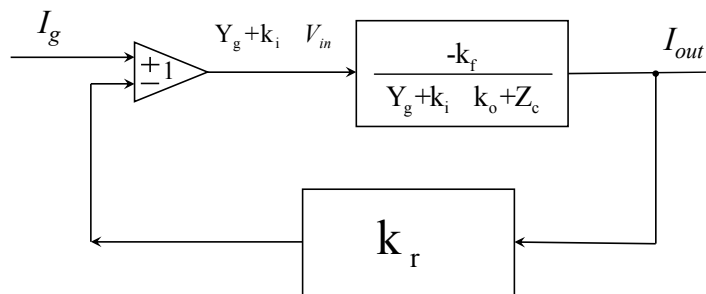 I_g
Y_g+k_i V_in
+
−
1
-k_f
Y_g+k_i k_o+Z_c
I_out
k_r